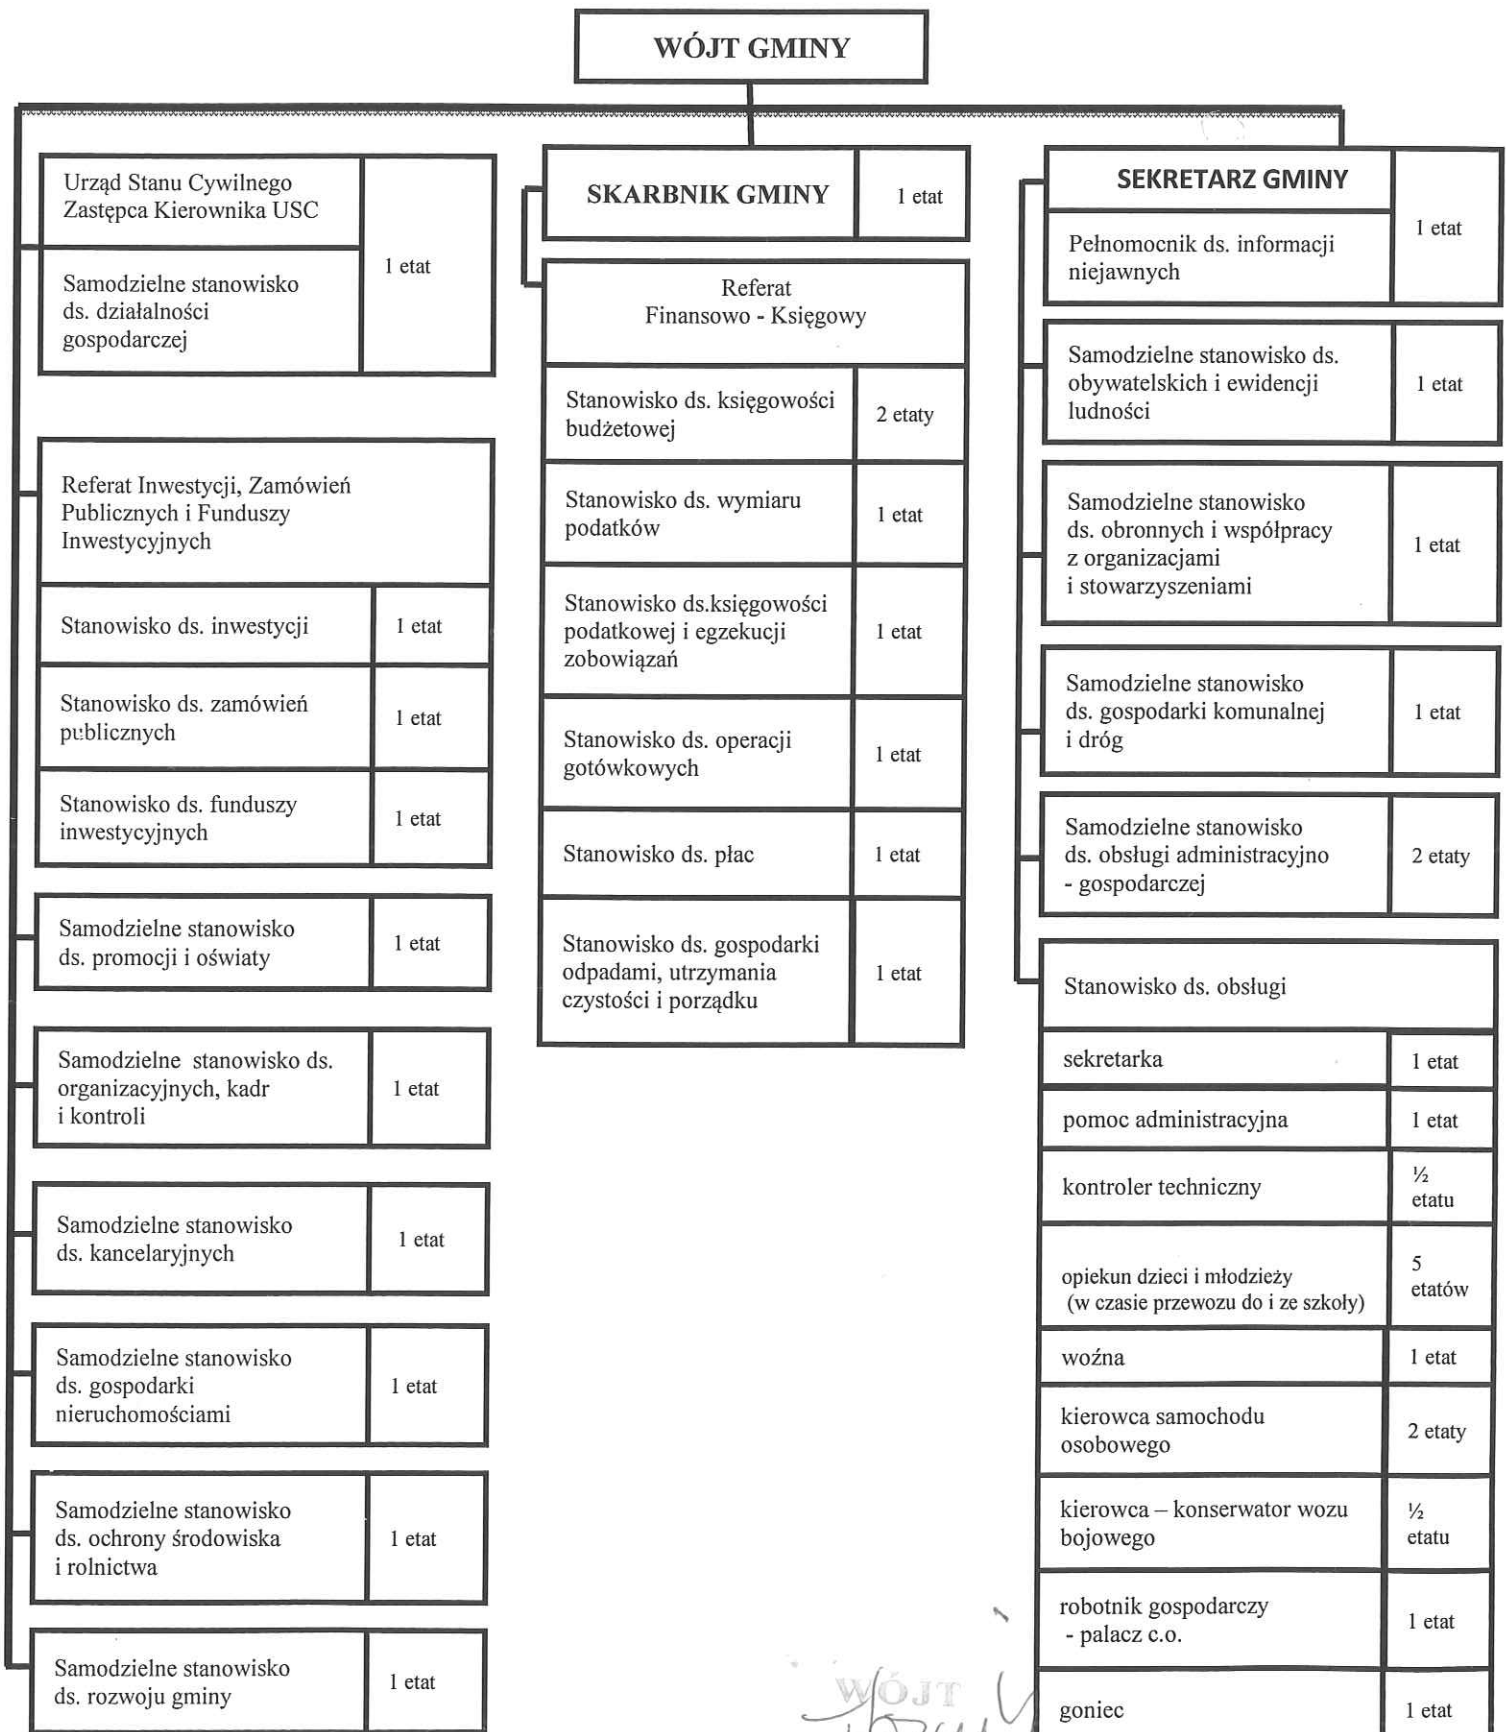 WÓJT GMINY
Urząd Stanu Cywilnego
Zastępca Kierownika USC
Samodzielne stanowisko
ds. działalności
gospodarczej
1 etat
Referat Inwestycji, Zamówień
Publicznych i Funduszy
Inwestycyjnych
Stanowisko ds. inwestycji
1 etat
Stanowisko ds. zamówień
publicznych
1 etat
Stanowisko ds. funduszy
inwestycyjnych
1 etat
Samodzielne stanowisko
ds. promocji i oświaty
1 etat
Samodzielne stanowisko ds.
organizacyjnych, kadr
i kontroli
1 etat
Samodzielne stanowisko
ds. kancelaryjnych
1 etat
Samodzielne stanowisko
ds. gospodarki
nieruchomościami
1 etat
Samodzielne stanowisko
ds. ochrony środowiska
i rolnictwa
1 etat
Samodzielne stanowisko
ds. rozwoju gminy
1 etat
SKARBNIK GMINY
1 etat
Referat
Finansowo - Księgowy
Stanowisko ds. księgowości
budżetowej
2 etaty
Stanowisko ds. wymiaru
podatków
1 etat
Stanowisko ds.księgowości
podatkowej i egzekucji
zobowiązań
1 etat
Stanowisko ds. operacji
gotówkowych
1 etat
Stanowisko ds. płac
1 etat
Stanowisko ds. gospodarki
odpadami, utrzymania
czystości i porządku
1 etat
SEKRETARZ GMINY
Pełnomocnik ds. informacji
niejawnych
1 etat
Samodzielne stanowisko ds.
obywatelskich i ewidencji
ludności
1 etat
Samodzielne stanowisko
ds. obronnych i współpracy
z organizacjami
i stowarzyszeniami
1 etat
Samodzielne stanowisko
ds. gospodarki komunalnej
i dróg
1 etat
Samodzielne stanowisko
ds. obsługi administracyjno
- gospodarczej
2 etaty
Stanowisko ds. obsługi
sekretarka
1 etat
pomoc administracyjna
1 etat
kontroler techniczny
½
etatu
opiekun dzieci i młodzieży
(w czasie przewozu do i ze szkoły)
5
etatów
woźna
1 etat
kierowca samochodu
osobowego
2 etaty
kierowca – konserwator wozu
bojowego
½
etatu
robotnik gospodarczy
- palacz c.o.
1 etat
goniec
1 etat
WÓJT